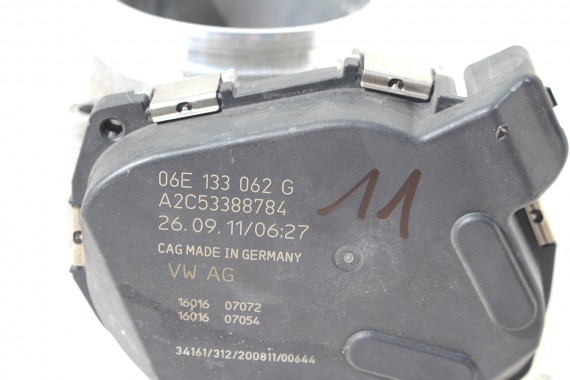 06E 133 062 G
A2C53388784
26.09.11/06:27
11
CAG MADE IN GERMANY
VW AG
16016 07072
16016 07054
34161/312/200811/00644